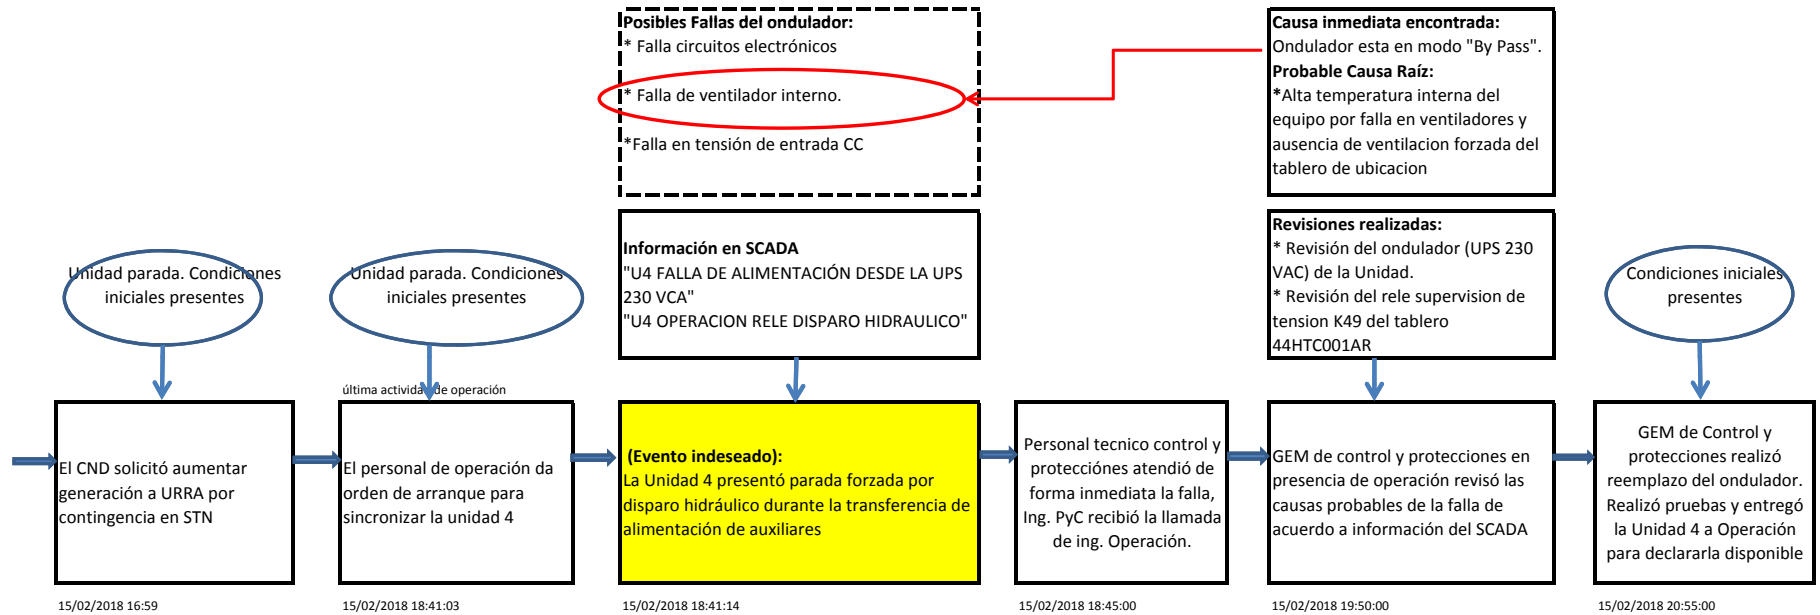 Posibles Fallas del ondulador:
* Falla circuitos electrónicos
* Falla de ventilador interno.
*Falla en tensión de entrada CC
Causa inmediata encontrada:
Ondulador esta en modo "By Pass".
Probable Causa Raíz:
*Alta temperatura interna del
equipo por falla en ventiladores y
ausencia de ventilacion forzada del
tablero de ubicacion
Unidad parada. Condiciones
iniciales presentes
Unidad parada. Condiciones
iniciales presentes
Información en SCADA
"U4 FALLA DE ALIMENTACIÓN DESDE LA UPS
230 VCA"
"U4 OPERACION RELE DISPARO HIDRAULICO"
Revisiones realizadas:
* Revisión del ondulador (UPS 230
VAC) de la Unidad.
* Revisión del rele supervision de
tension K49 del tablero
44HTC001AR
Condiciones iniciales
presentes
última actividad de operación
El CND solicitó aumentar
generación a URRA por
contingencia en STN
El personal de operación da
orden de arranque para
sincronizar la unidad 4
(Evento indeseado):
La Unidad 4 presentó parada forzada por
disparo hidráulico durante la transferencia de
alimentación de auxiliares
Personal tecnico control y
protecciónes atendió de
forma inmediata la falla,
Ing. PyC recibió la llamada
de ing. Operación.
GEM de control y protecciones en
presencia de operación revisó las
causas probables de la falla de
acuerdo a información del SCADA
GEM de Control y
protecciones realizó
reemplazo del ondulador.
Realizó pruebas y entregó
la Unidad 4 a Operación
para declararla disponible
15/02/2018 16:59
15/02/2018 18:41:03
15/02/2018 18:41:14
15/02/2018 18:45:00
15/02/2018 19:50:00
15/02/2018 20:55:00